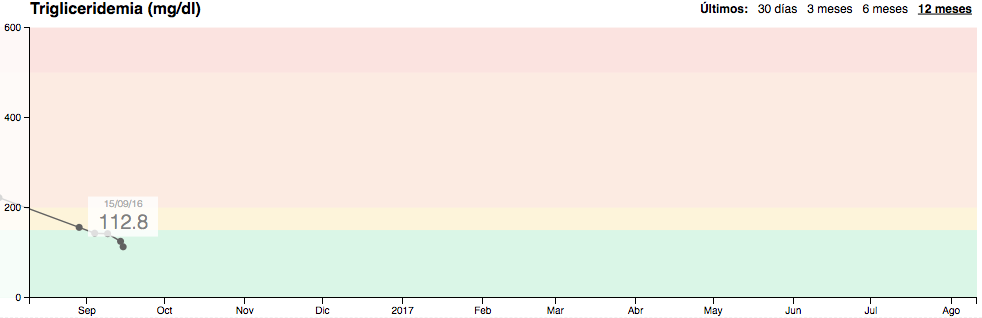 Trigliceridemia (mg/dl)
Últimos: 30 días 3 meses 6 meses 12 meses
600
400
200
0
15/09/16
112.8
Sep Oct Nov Dic 2017 Feb Mar Abr May Jun Jul Ago